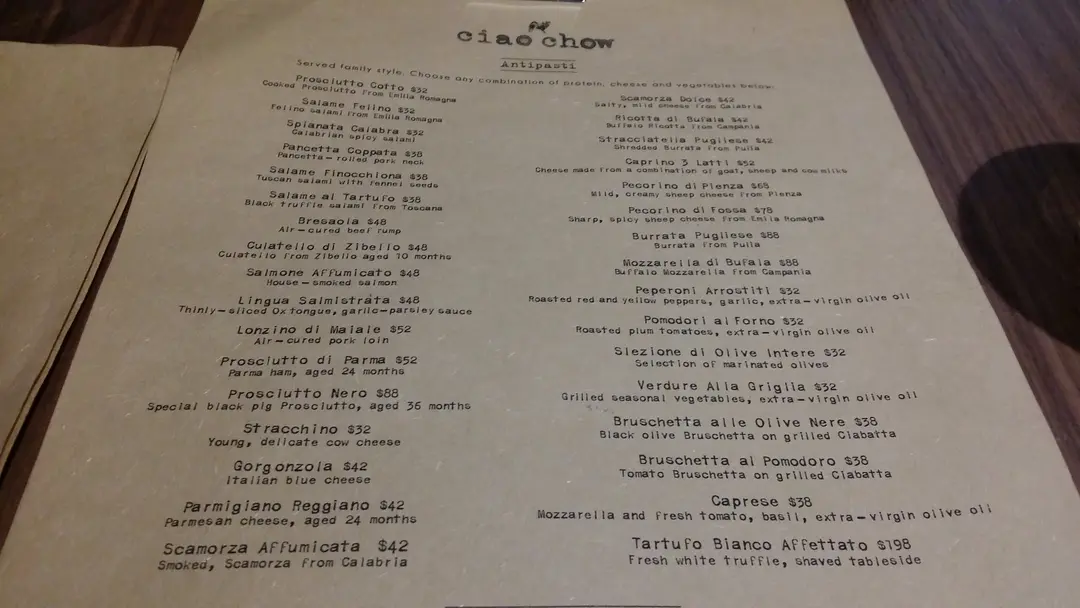 ciao chow
Antipasti
Served family style. Choose any combination of protein, cheese and vegetables below:
Prosciutto Cotto $32
Cooked Prosciutto from Emilia Romagna
Salame Felino $32
Felino salami from Emilia Romagna
Spianata Calabra $32
Calabrian spicy salami
Pancetta Coppata $38
Pancetta-rolled pork neck
Salame Finocchiona $38
Tuscan salami with fennel seeds
Salame al Tartufo $38
Black truffle salami from Toscana
Bresaola $48
Air-cured beef rump
Culatello di Zibello $48
Culatello from Zibello aged 10 months
Salmone Affumicato $48
House-smoked salmon
Lingua Salmistrata $48
Thinly-sliced Ox tongue, garlic-parsley sauce
Lonzino di Maiale $52
Air-cured pork loin
Prosciutto di Parma $52
Parma ham, aged 24 months
Prosciutto Nero $88
Special black pig Prosciutto, aged 36 months
Stracchino $32
Young, delicate cow cheese
Gorgonzola $42
Italian blue cheese
Parmigiano Reggiano $42
Parmesan cheese, aged 24 months
Scamorza Affumicata $42
Smoked, Scamorza from Calabria
Scamorza Dolce $42
Salty, mild cheese from Calabria
Ricotta di Bufala $42
Buffalo Ricotta from Campania
Stracciatella Pugliese $42
Shredded Burrata from Pulia
Caprino 3 Latti $52
Cheese made from a combination of goat, sheep and cow milks
Pecorino di Pienza $68
Mild, creamy sheep cheese from Pienza
Pecorino di Fossa $78
Sharp, spicy sheep cheese from Emila Romagna
Burrata Pugliese $88
Burrata from Pulia
Mozzarella di Bufala $88
Buffalo Mozzarella from Campania
Peperoni Arrostiti $32
Roasted red and yellow peppers, garlic, extra-virgin olive oil
Pomodori al Forno $32
Roasted plum tomatoes, extra-virgin olive oil
Slezione di Olive Intere $32
Selection of marinated olives
Verdure Alla Griglia $32
Grilled seasonal vegetables, extra-virgin olive oil
Bruschetta alle Olive Nere $38
Black olive Bruschetta on grilled Ciabatta
Bruschetta al Pomodoro $38
Tomato Bruschetta on grilled Ciabatta
Caprese $38
Mozzarella and fresh tomato, basil, extra-virgin olive oil
Tartufo Bianco Affettato $198
Fresh white truffle, shaved tableside